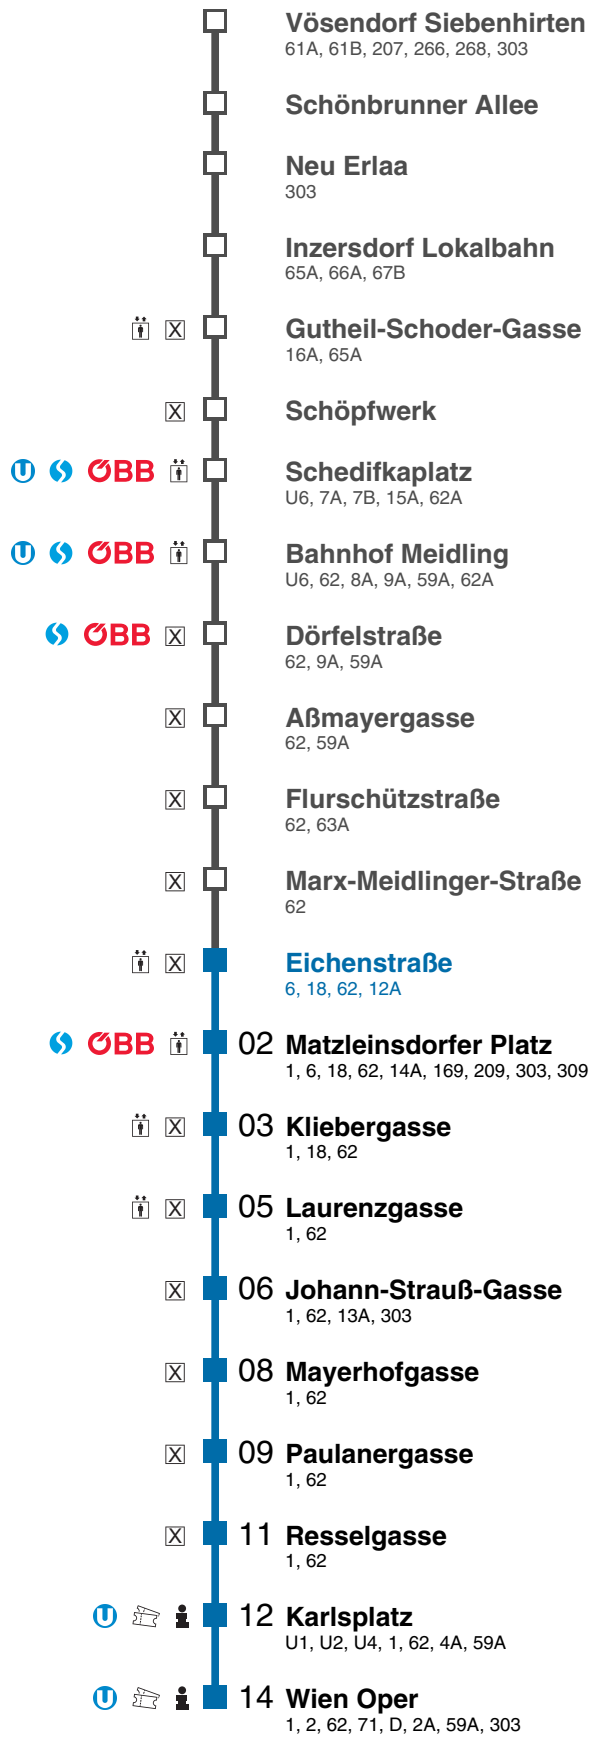 Vösendorf Siebenhirten
61A, 61B, 207, 266, 268, 303
Schönbrunner Allee
Neu Erlaa
303
Inzersdorf Lokalbahn
65A, 66A, 67B
X Gutheil-Schoder-Gasse
16A, 65A
X Schöpfwerk
U ÖBB Schedifkaplatz
U6, 7A, 7B, 15A, 62A
U ÖBB Bahnhof Meidling
U6, 62, 8A, 9A, 59A, 62A
ÖBB X Dörfelstraße
62, 9A, 59A
X Aßmayergasse
62, 59A
X Flurschützstraße
62, 63A
X Marx-Meidlinger-Straße
62
X Eichenstraße
6, 18, 62, 12A
ÖBB 02 Matzleinsdorfer Platz
1, 6, 18, 62, 14A, 169, 209, 303, 309
X 03 Kliebergasse
1, 18, 62
X 05 Laurenzgasse
1, 62
X 06 Johann-Strauß-Gasse
1, 62, 13A, 303
X 08 Mayerhofgasse
1, 62
X 09 Paulanergasse
1, 62
X 11 Resselgasse
1, 62
U 12 Karlsplatz
U1, U2, U4, 1, 62, 4A, 59A
U 14 Wien Oper
1, 2, 62, 71, D, 2A, 59A, 303